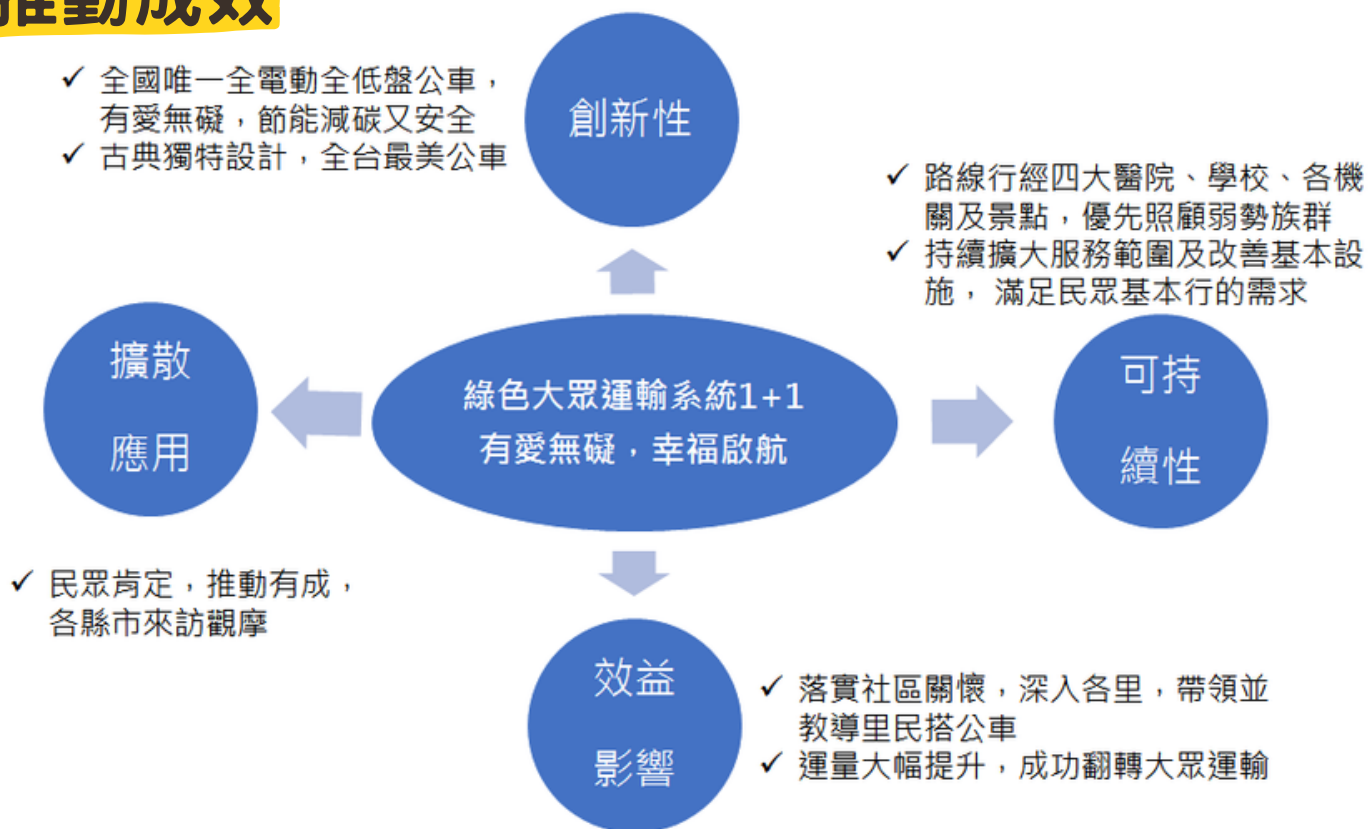 推動成效
✓ 全國唯一全電動全低盤公車，
有愛無礙，節能減碳又安全
✓ 古典獨特設計，全台最美公車
創新性
✓ 路線行經四大醫院、學校、各機
關及景點，優先照顧弱勢族群
✓ 持續擴大服務範圍及改善基本設
施， 滿足民眾基本行的需求
擴散
應用
綠色大眾運輸系統1+1
有愛無礙，幸福啟航
可持
續性
✓ 民眾肯定，推動有成，
各縣市來訪觀摩
效益
影響
✓ 落實社區關懷，深入各里，帶領並
教導里民搭公車
✓ 運量大幅提升，成功翻轉大眾運輸